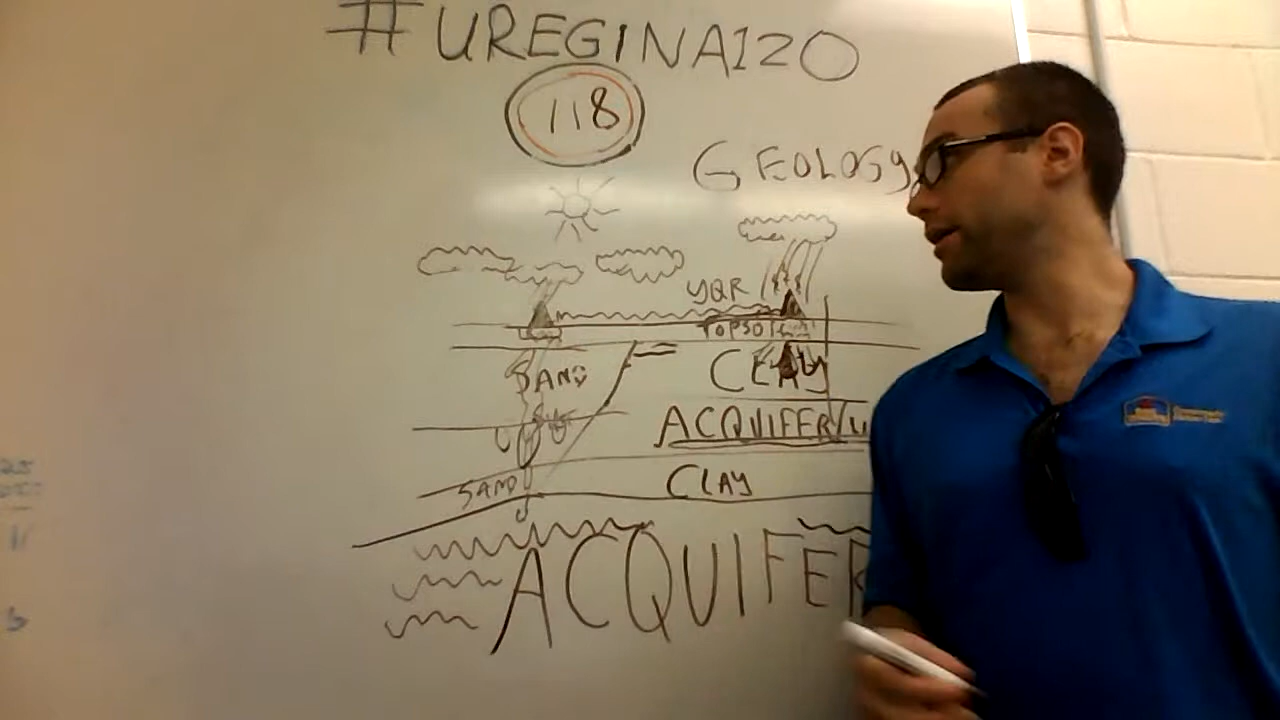 #UREGINA120
118
GEOLOGY
YQR
TOPSOIL
SAND
CLAY
ACQUIFER/
SAND
CLAY
ACQUIFER